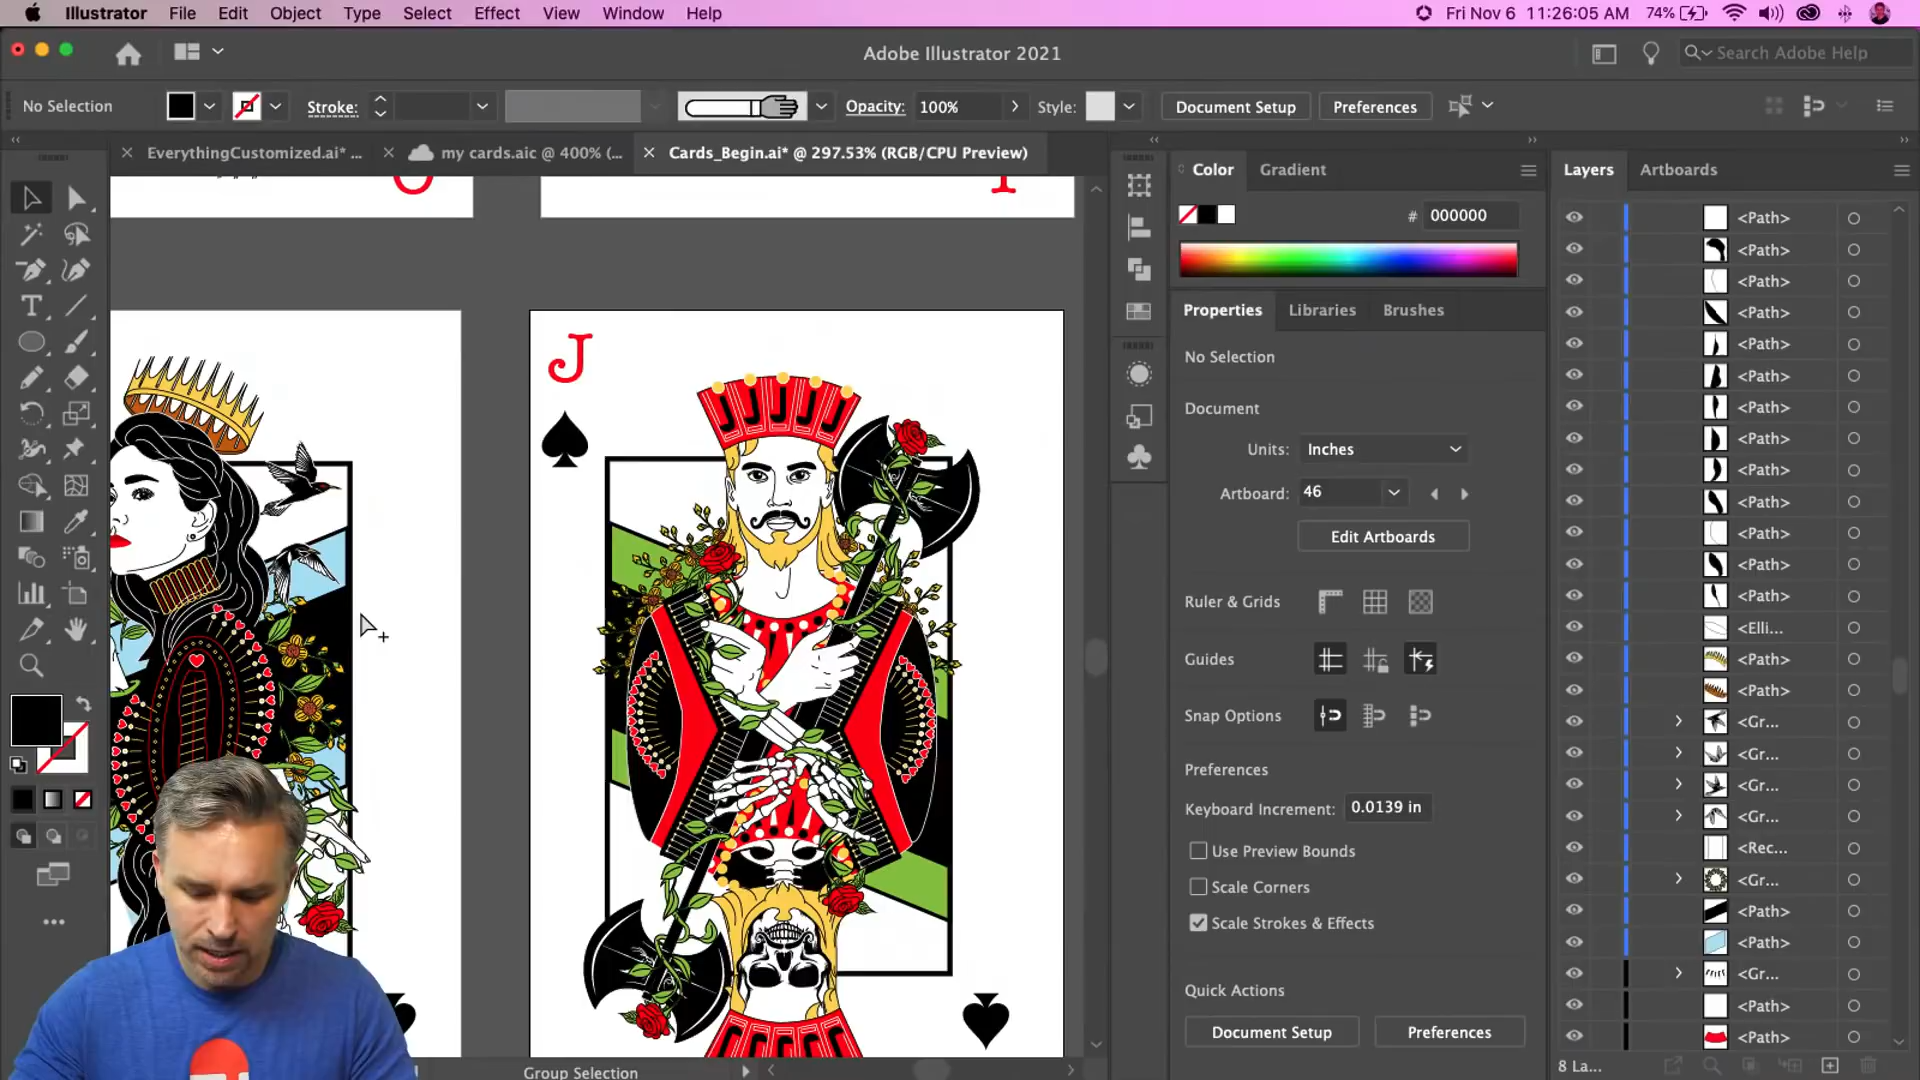 Illustrator File Edit Object Type Select Effect View Window Help Fri Nov 6 11:26:05 AM 74%
Adobe Illustrator 2021 Search Adobe Help
No Selection Stroke: Opacity: 100% Style: Document Setup Preferences
EverythingCustomized.ai* ... my cards.aic @ 400% (... Cards_Begin.ai* @ 297.53% (RGB/CPU Preview)
Color Gradient
# 000000
Properties Libraries Brushes
No Selection
Document
Units: Inches
Artboard: 46
Edit Artboards
Ruler & Grids
Guides
Snap Options
Preferences
Keyboard Increment: 0.0139 in
Use Preview Bounds
Scale Corners
Scale Strokes & Effects
Quick Actions
Document Setup Preferences
Layers Artboards
<Path>
<Path>
<Path>
<Path>
<Path>
<Path>
<Path>
<Path>
<Path>
<Path>
<Path>
<Path>
<Path>
<Elli...
<Path>
<Path>
<Gr...
<Gr...
<Gr...
<Gr...
<Rec...
<Gr...
<Path>
<Path>
<Gr...
<Path>
<Path>
8 La...
J
J J J J J
Group Selection